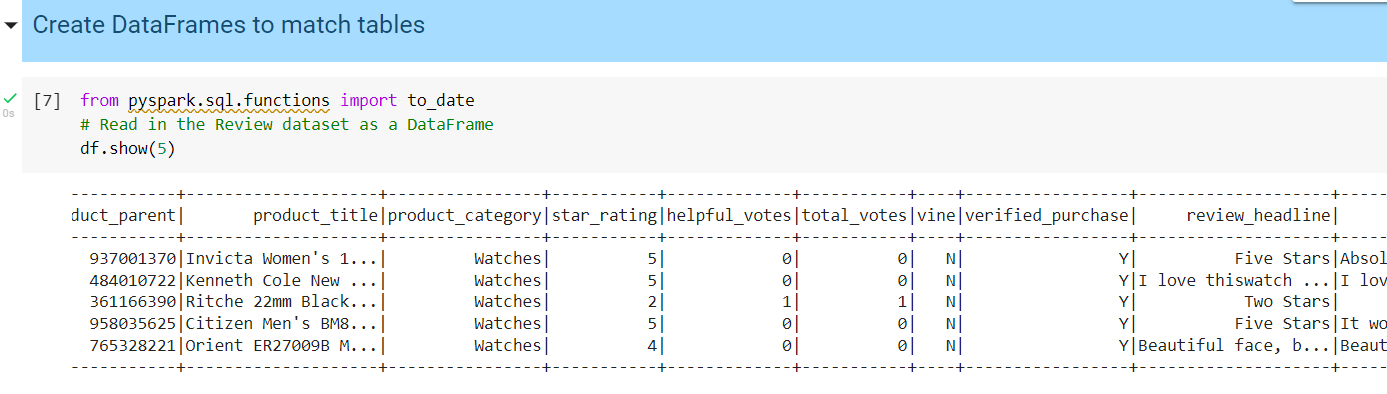 Create DataFrames to match tables
[7] from pyspark.sql.functions import to_date
0s # Read in the Review dataset as a DataFrame
df.show(5)
-----------+--------------------+----------------+-----------+-------------+-----------+----+-----------------+--------------------+-----
duct_parent|       product_title|product_category|star_rating|helpful_votes|total_votes|vine|verified_purchase|     review_headline|
-----------+--------------------+----------------+-----------+-------------+-----------+----+-----------------+--------------------+-----
  937001370|Invicta Women's 1...|         Watches|          5|            0|          0|   N|                Y|          Five Stars|Absol
  484010722|Kenneth Cole New ...|         Watches|          5|            0|          0|   N|                Y|I love thiswatch ...|I lov
  361166390|Ritche 22mm Black...|         Watches|          2|            1|          1|   N|                Y|           Two Stars|
  958035625|Citizen Men's BM8...|         Watches|          5|            0|          0|   N|                Y|          Five Stars|It wo
  765328221|Orient ER27009B M...|         Watches|          4|            0|          0|   N|                Y|Beautiful face, b...|Beaut
-----------+--------------------+----------------+-----------+-------------+-----------+----+-----------------+--------------------+-----